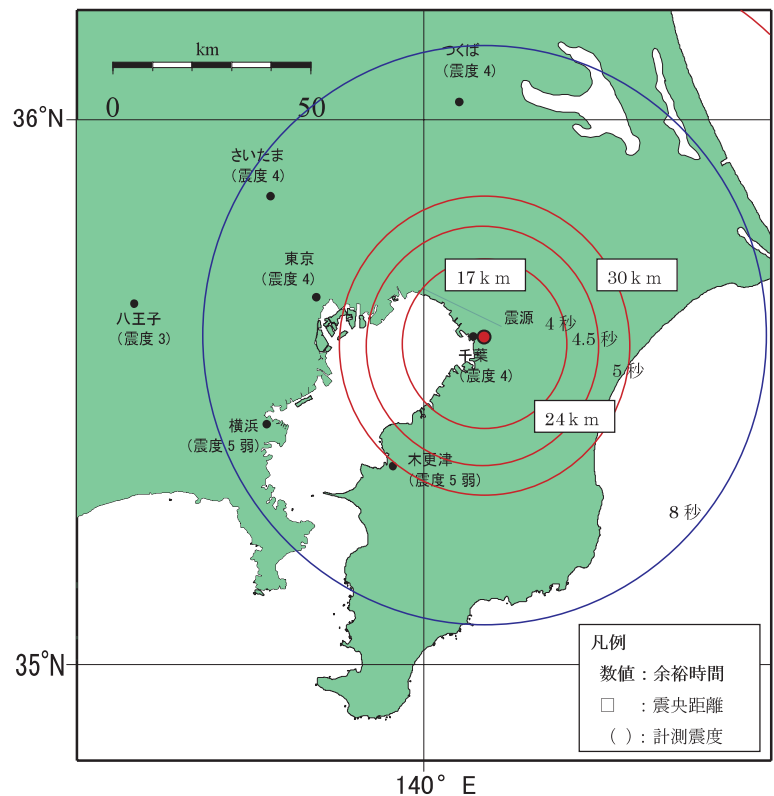 km
0 50
つくば
（震度 4）
36°N
さいたま
（震度 4）
東京
（震度 4）
17ｋｍ
30ｋｍ
八王子
（震度 3）
震源
4 秒
4.5 秒
千葉
（震度 4）
5 秒
24ｋｍ
横浜
（震度 5 弱）
木更津
（震度 5 弱）
8 秒
凡例
数値：余裕時間
□ ：震央距離
（ ）：計測震度
35°N
140° E